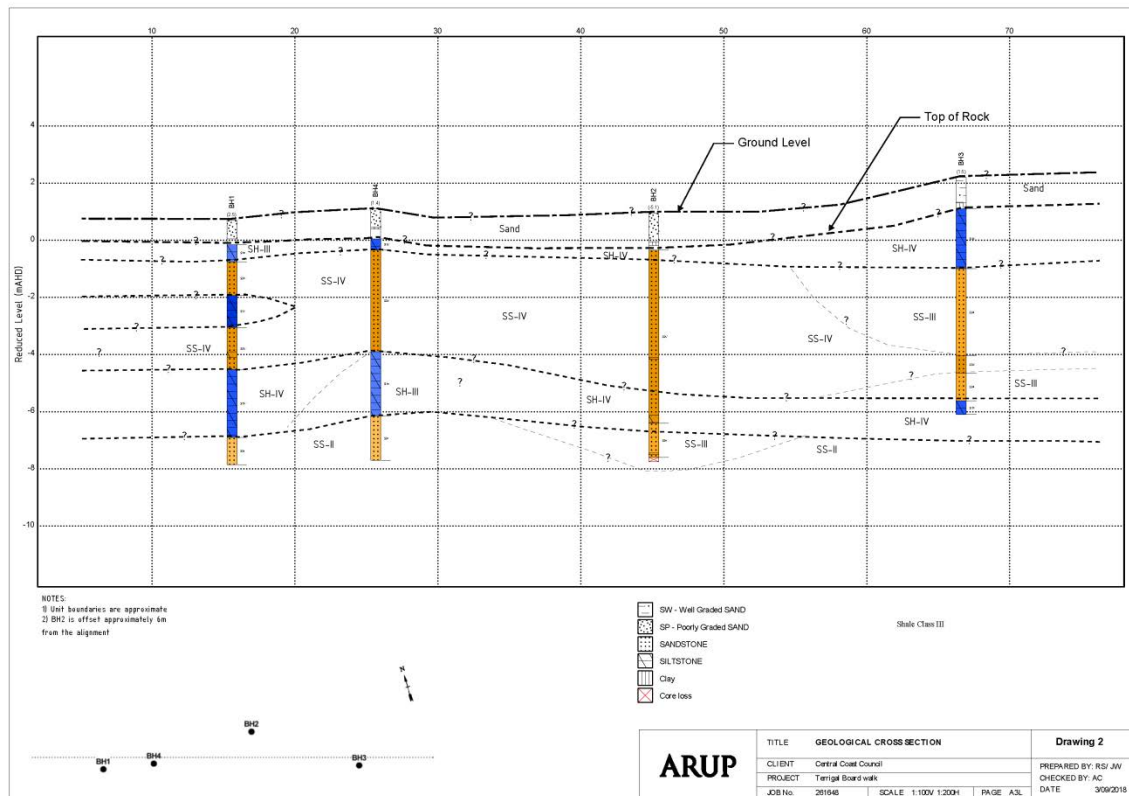 10 20 30 40 50 60 70
Top of Rock
Ground Level
BH1
BH4
BH2
BH3
4
2
0
-2
-4
-6
-8
-10
Reduced Level (mAHD)
Sand
Sand
SH-III
SH-IV
SH-IV
SS-IV
SS-IV
SS-III
SS-IV
SS-IV
SH-IV
SH-III
SH-IV
SS-III
SH-IV
SS-II
SS-III
SS-II
NOTES:
1) Unit boundaries are approximate
2) BH2 is offset approximately 6m
from the alignment
SW - Well Graded SAND
SP - Poorly Graded SAND
SANDSTONE
SILTSTONE
Clay
Core loss
Shale Class III
N
BH2
BH1
BH4
BH3
ARUP
TITLE GEOLOGICAL CROSS SECTION
CLIENT Central Coast Council
PROJECT Terrigal Board walk
JOB No. 261648 SCALE 1:100V 1:200H PAGE A3L
Drawing 2
PREPARED BY: RS/ JW
CHECKED BY: AC
DATE 3/09/2018